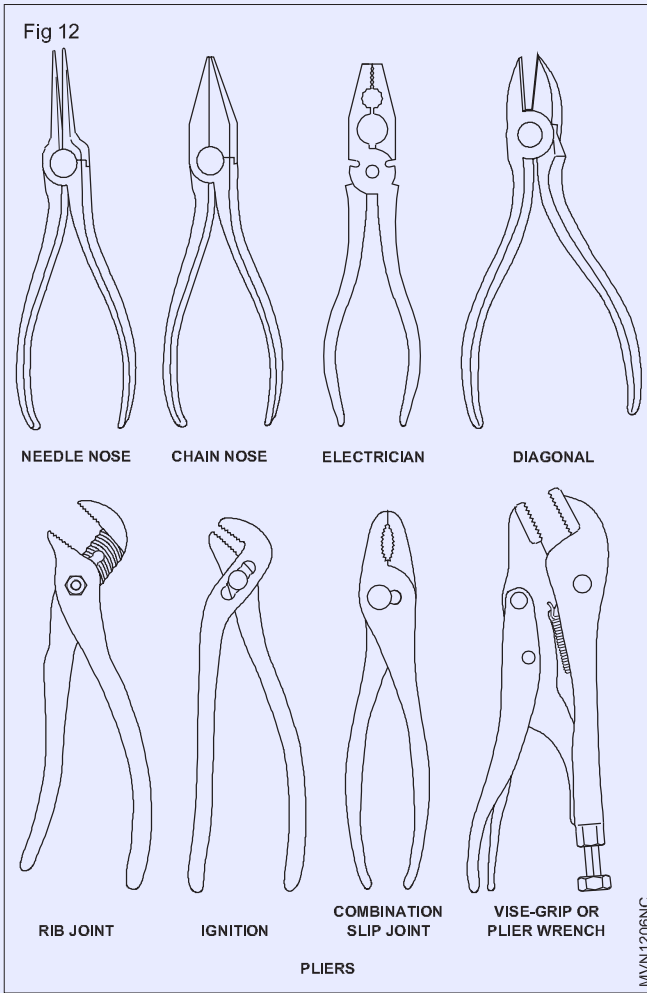 Fig 12
NEEDLE NOSE
CHAIN NOSE
ELECTRICIAN
DIAGONAL
RIB JOINT
IGNITION
COMBINATION
SLIP JOINT
VISE-GRIP OR
PLIER WRENCH
PLIERS
MVN1206NC